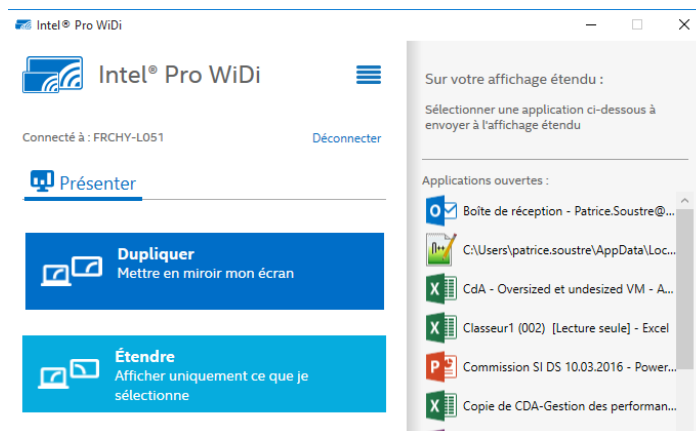 Intel® Pro WiDi
Intel® Pro WiDi
Connecté à : FRCHY-L051
Déconnecter
Présenter
Dupliquer
Mettre en miroir mon écran
Étendre
Afficher uniquement ce que je
sélectionne
Sur votre affichage étendu :
Sélectionner une application ci-dessous à
envoyer à l'affichage étendu
Applications ouvertes :
Boîte de réception - Patrice.Soustre@...
C:\Users\patrice.soustre\AppData\Loc...
CdA - Oversized et undesized VM - A...
Classeur1 (002) [Lecture seule] - Excel
Commission SI DS 10.03.2016 - Power...
Copie de CDA-Gestion des performan...